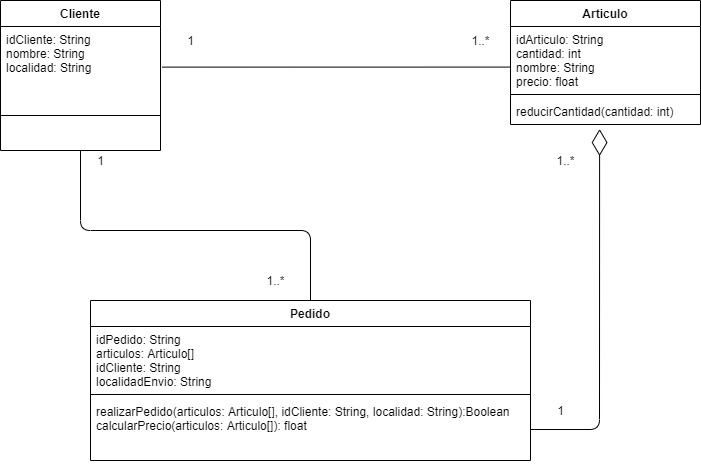 Cliente
idCliente: String
nombre: String
localidad: String
1
1..*
Articulo
idArticulo: String
cantidad: int
nombre: String
precio: float
reducirCantidad(cantidad: int)
1
1..*
1..*
Pedido
idPedido: String
articulos: Articulo[]
idCliente: String
localidadEnvio: String
realizarPedido(articulos: Articulo[], idCliente: String, localidad: String):Boolean
calcularPrecio(articulos: Articulo[]): float
1